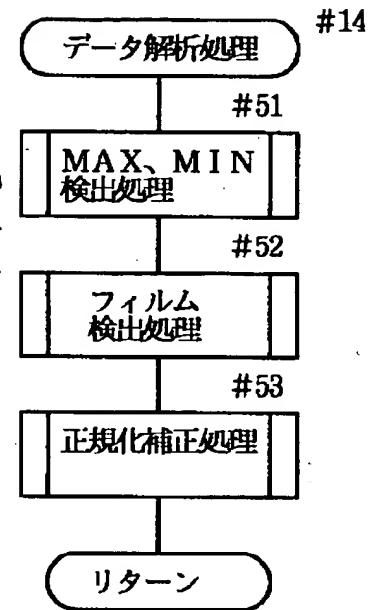 #14
データ解析処理
#51
MAX、MIN
検出処理
#52
フィルム
検出処理
#53
正規化補正処理
リターン